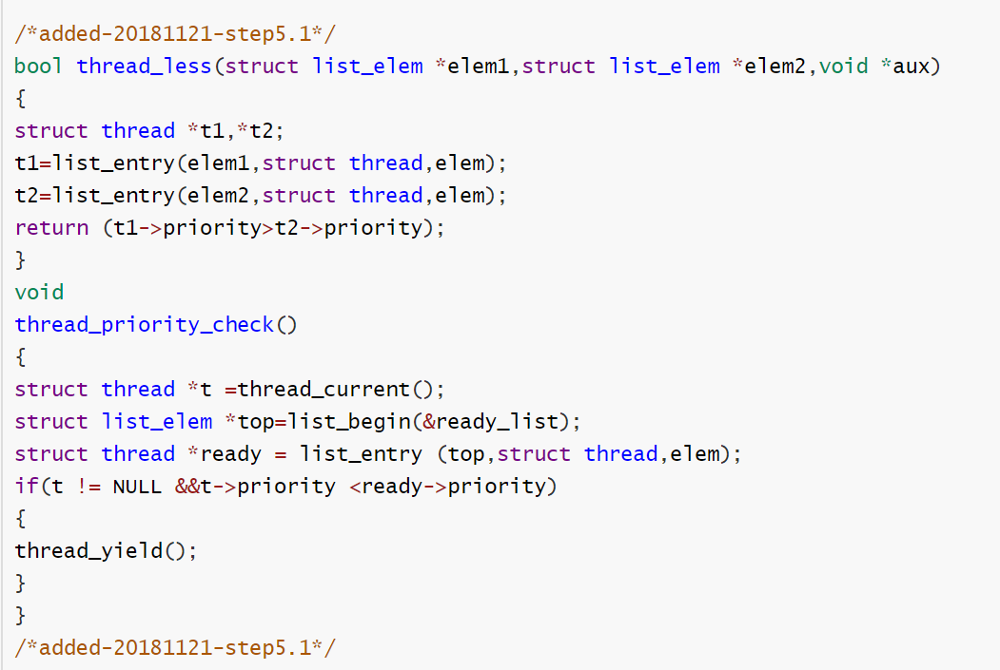 /*added-20181121-step5.1*/
bool thread_less(struct list_elem *elem1,struct list_elem *elem2,void *aux)
{
struct thread *t1,*t2;
t1=list_entry(elem1,struct thread,elem);
t2=list_entry(elem2,struct thread,elem);
return (t1->priority>t2->priority);
}
void
thread_priority_check()
{
struct thread *t =thread_current();
struct list_elem *top=list_begin(&ready_list);
struct thread *ready = list_entry (top,struct thread,elem);
if(t != NULL &&t->priority <ready->priority)
{
thread_yield();
}
}
/*added-20181121-step5.1*/